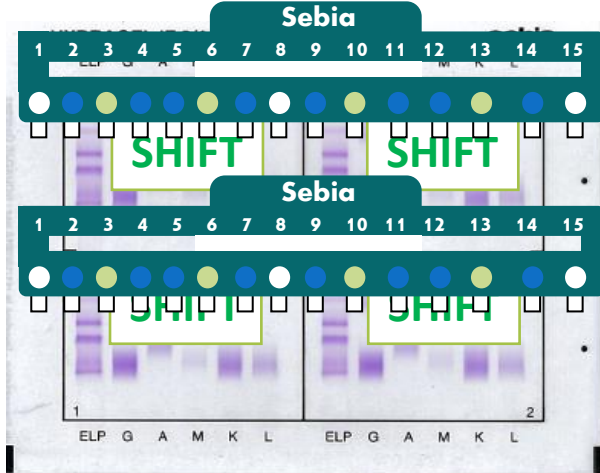 Sebia
1 2 3 4 5 6 7 8 9 10 11 12 13 14 15
ELP G A M K L
SHIFT SHIFT
Sebia
1 2 3 4 5 6 7 8 9 10 11 12 13 14 15
SHIFT SHIFT
1 2
ELP G A M K L ELP G A M K L